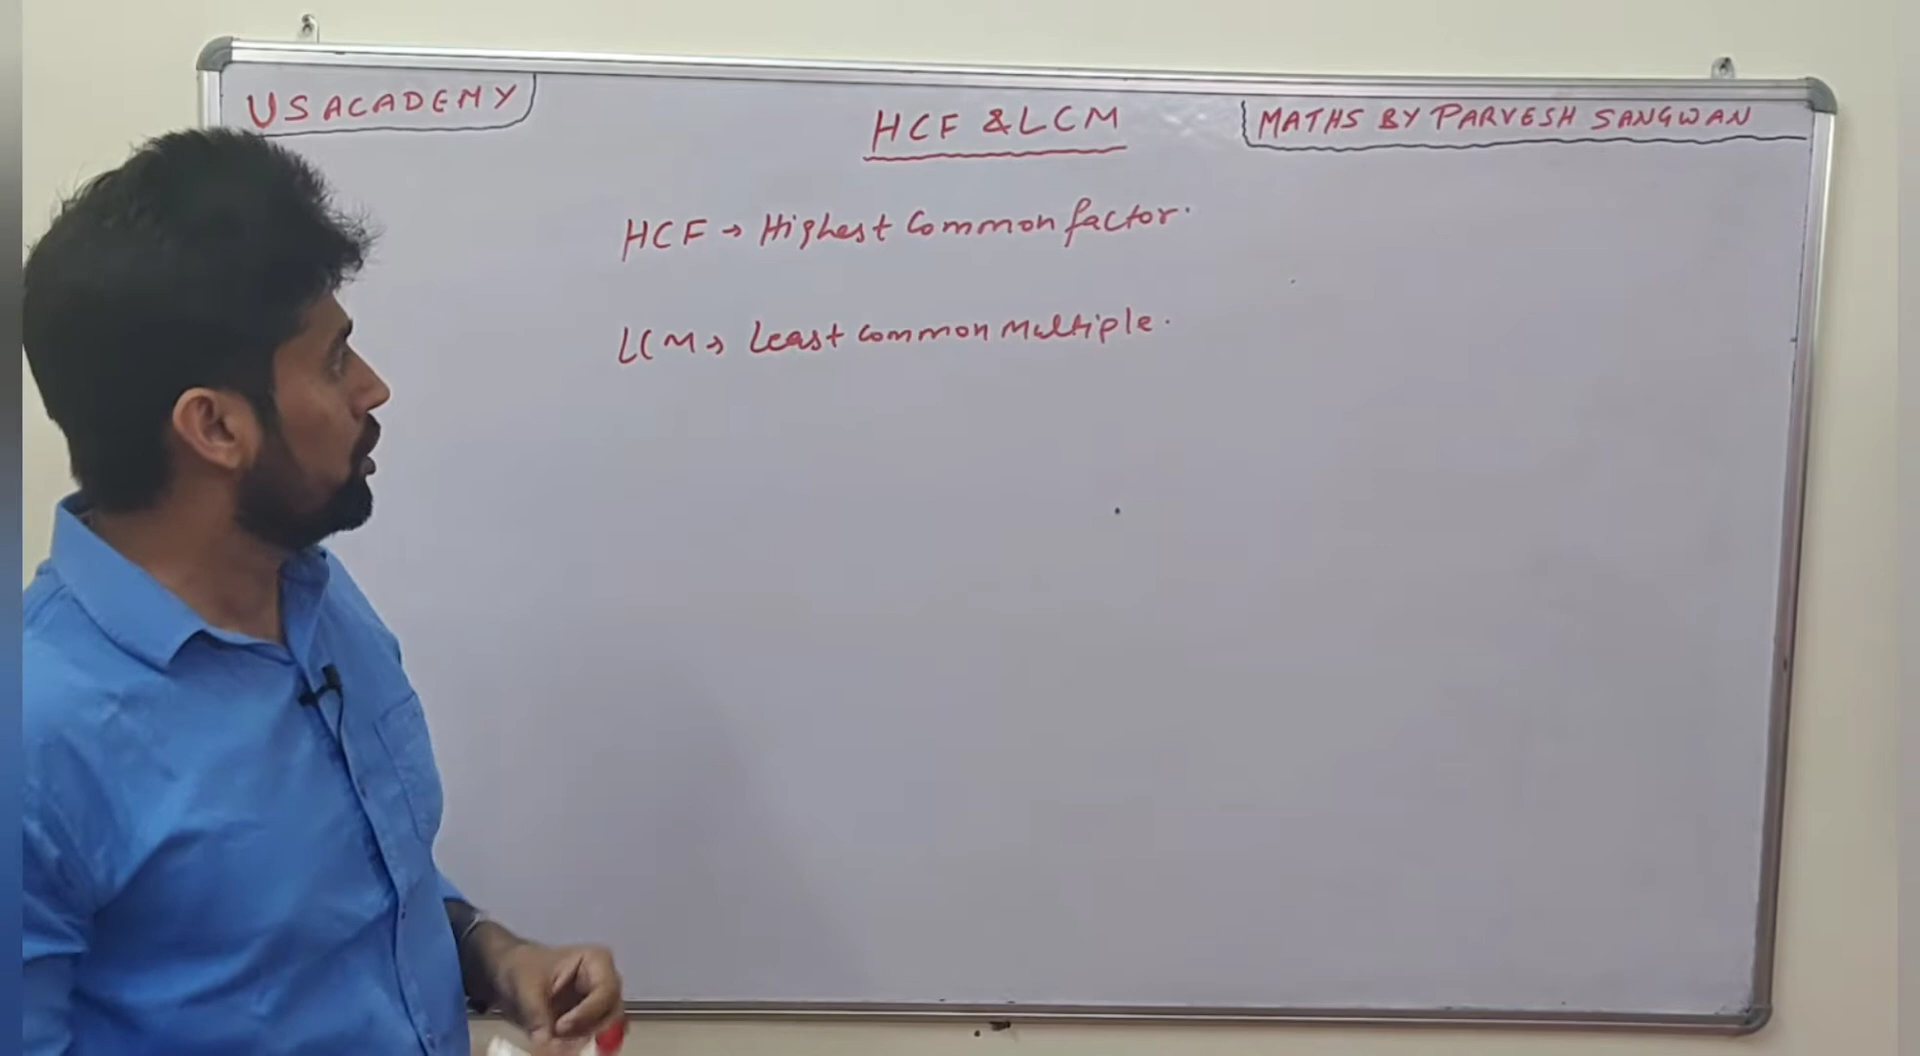 US ACADEMY
HCF & LCM
MATHS BY PARVESH SANGWAN
HCF → Highest Common factor.
LCM → Least common Multiple.